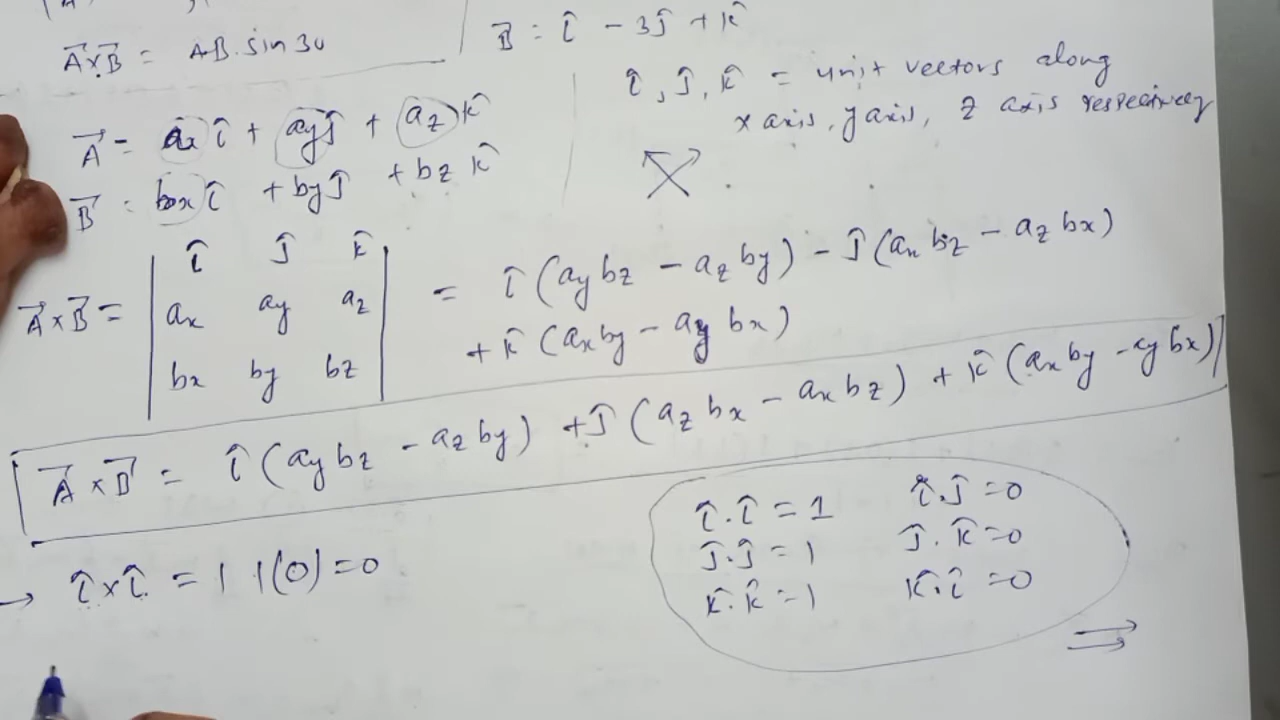 A⃗×B⃗ = AB sin30
B⃗ = î - 3ĵ + k̂
î, ĵ, k̂ = unit vectors along
x axis, y axis, z axis respectively
A⃗ = ax î + ay ĵ + az k̂
B⃗ = bx î + by ĵ + bz k̂
A⃗×B⃗ = | î ĵ k̂ |
| ax ay az |
| bx by bz |
= î(ay bz - az by) - ĵ(ax bz - az bx)
+ k̂(ax by - ay bx)
A⃗×B⃗ = î(ay bz - az by) + ĵ(az bx - ax bz) + k̂(ax by - ay bx)
→ î×î = 1 1(0) = 0
î.î = 1 î.ĵ = 0
ĵ.ĵ = 1 ĵ.k̂ = 0
k̂.k̂ = 1 k̂.î = 0